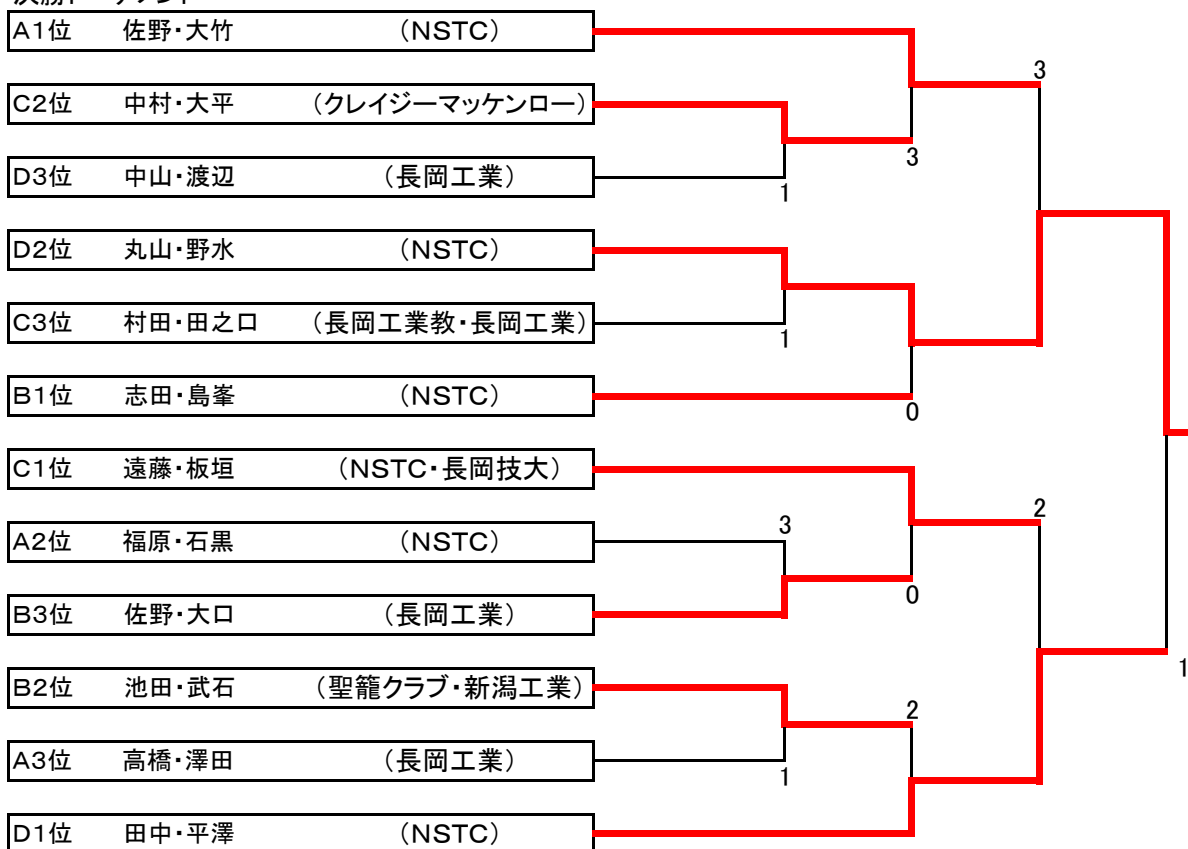 A1位 佐野・大竹 (NSTC)
3
C2位 中村・大平 (クレイジーマッケンロー)
3
D3位 中山・渡辺 (長岡工業)
1
D2位 丸山・野水 (NSTC)
C3位 村田・田之口 (長岡工業教・長岡工業)
1
B1位 志田・島峯 (NSTC)
0
C1位 遠藤・板垣 (NSTC・長岡技大)
2
A2位 福原・石黒 (NSTC)
3
0
B3位 佐野・大口 (長岡工業)
1
B2位 池田・武石 (聖籠クラブ・新潟工業)
2
A3位 高橋・澤田 (長岡工業)
1
D1位 田中・平澤 (NSTC)